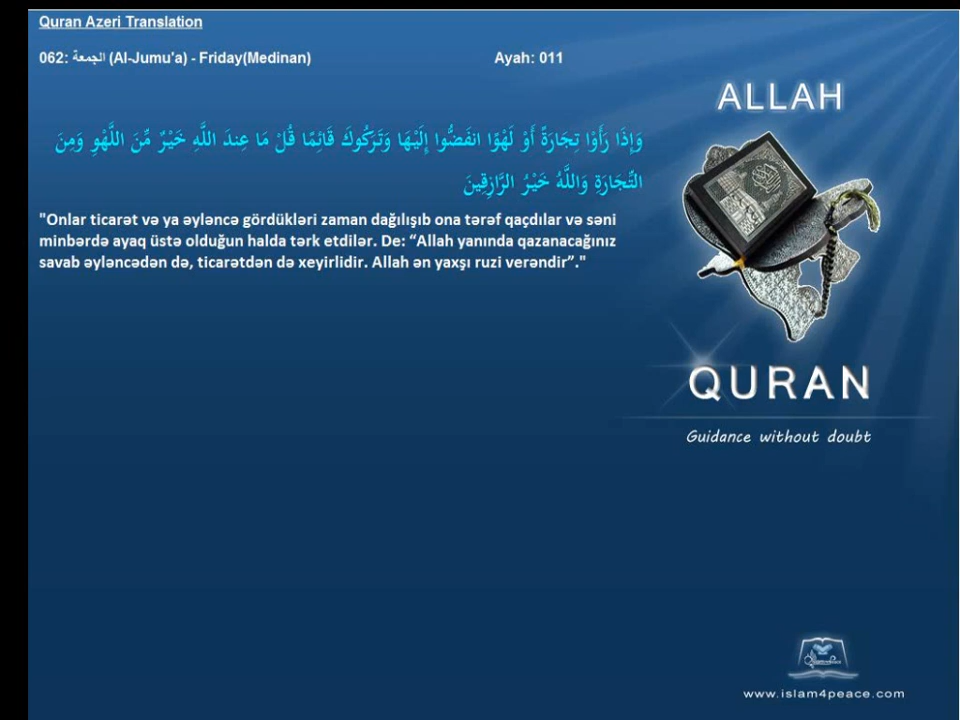 Quran Azeri Translation
062: الجمعة (Al-Jumu'a) - Friday(Medinan) Ayah: 011
ALLAH
وَإِذَا رَأَوْا تِجَارَةً أَوْ لَهْوًا انفَضُّوا إِلَيْهَا وَتَرَكُوكَ قَائِمًا قُلْ مَا عِندَ اللَّهِ خَيْرٌ مِّنَ اللَّهْوِ وَمِنَ
التِّجَارَةِ وَاللَّهُ خَيْرُ الرَّازِقِينَ
"Onlar ticarət və ya əyləncə gördükləri zaman dağılışıb ona tərəf qaçdılar və səni
minbərdə ayaq üstə olduğun halda tərk etdilər. De: “Allah yanında qazanacağınız
savab əyləncədən də, ticarətdən də xeyirlidir. Allah ən yaxşı ruzi verəndir”."
QURAN
Guidance without doubt
www.islam4peace.com